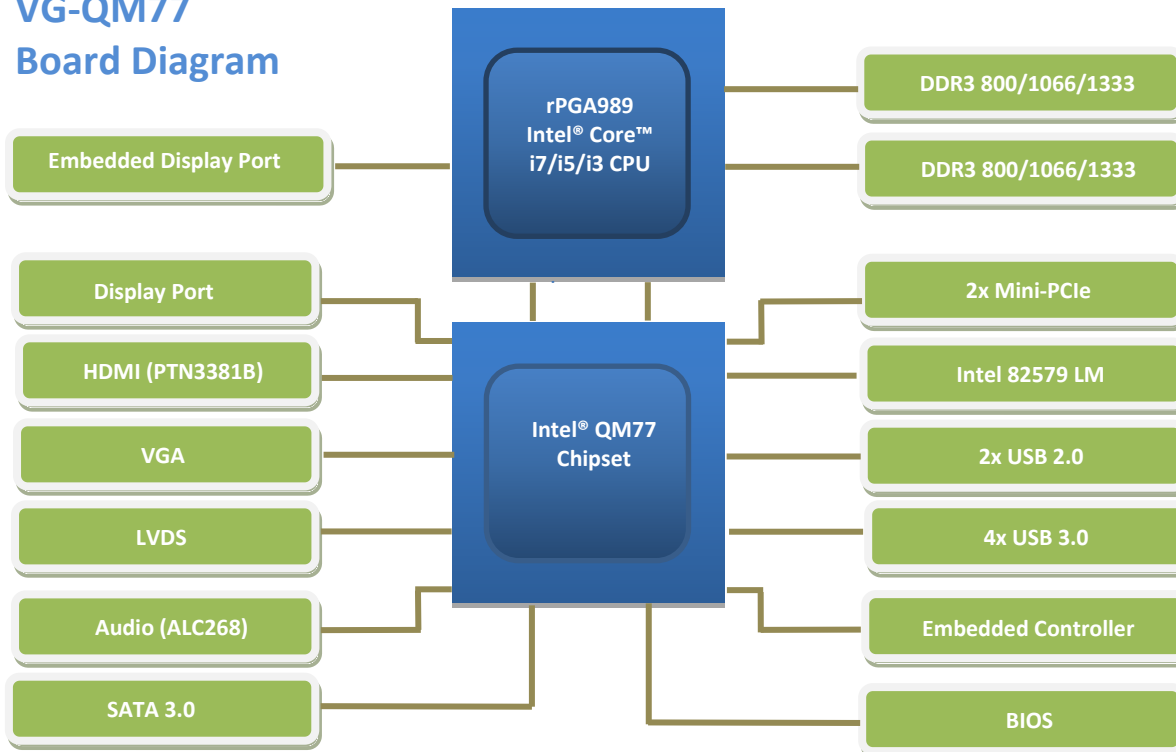 VG-QM77
Board Diagram
rPGA989
Intel® Core™
i7/i5/i3 CPU
DDR3 800/1066/1333
Embedded Display Port
DDR3 800/1066/1333
Display Port
2x Mini-PCIe
HDMI (PTN3381B)
Intel 82579 LM
Intel® QM77
Chipset
VGA
2x USB 2.0
LVDS
4x USB 3.0
Audio (ALC268)
Embedded Controller
SATA 3.0
BIOS